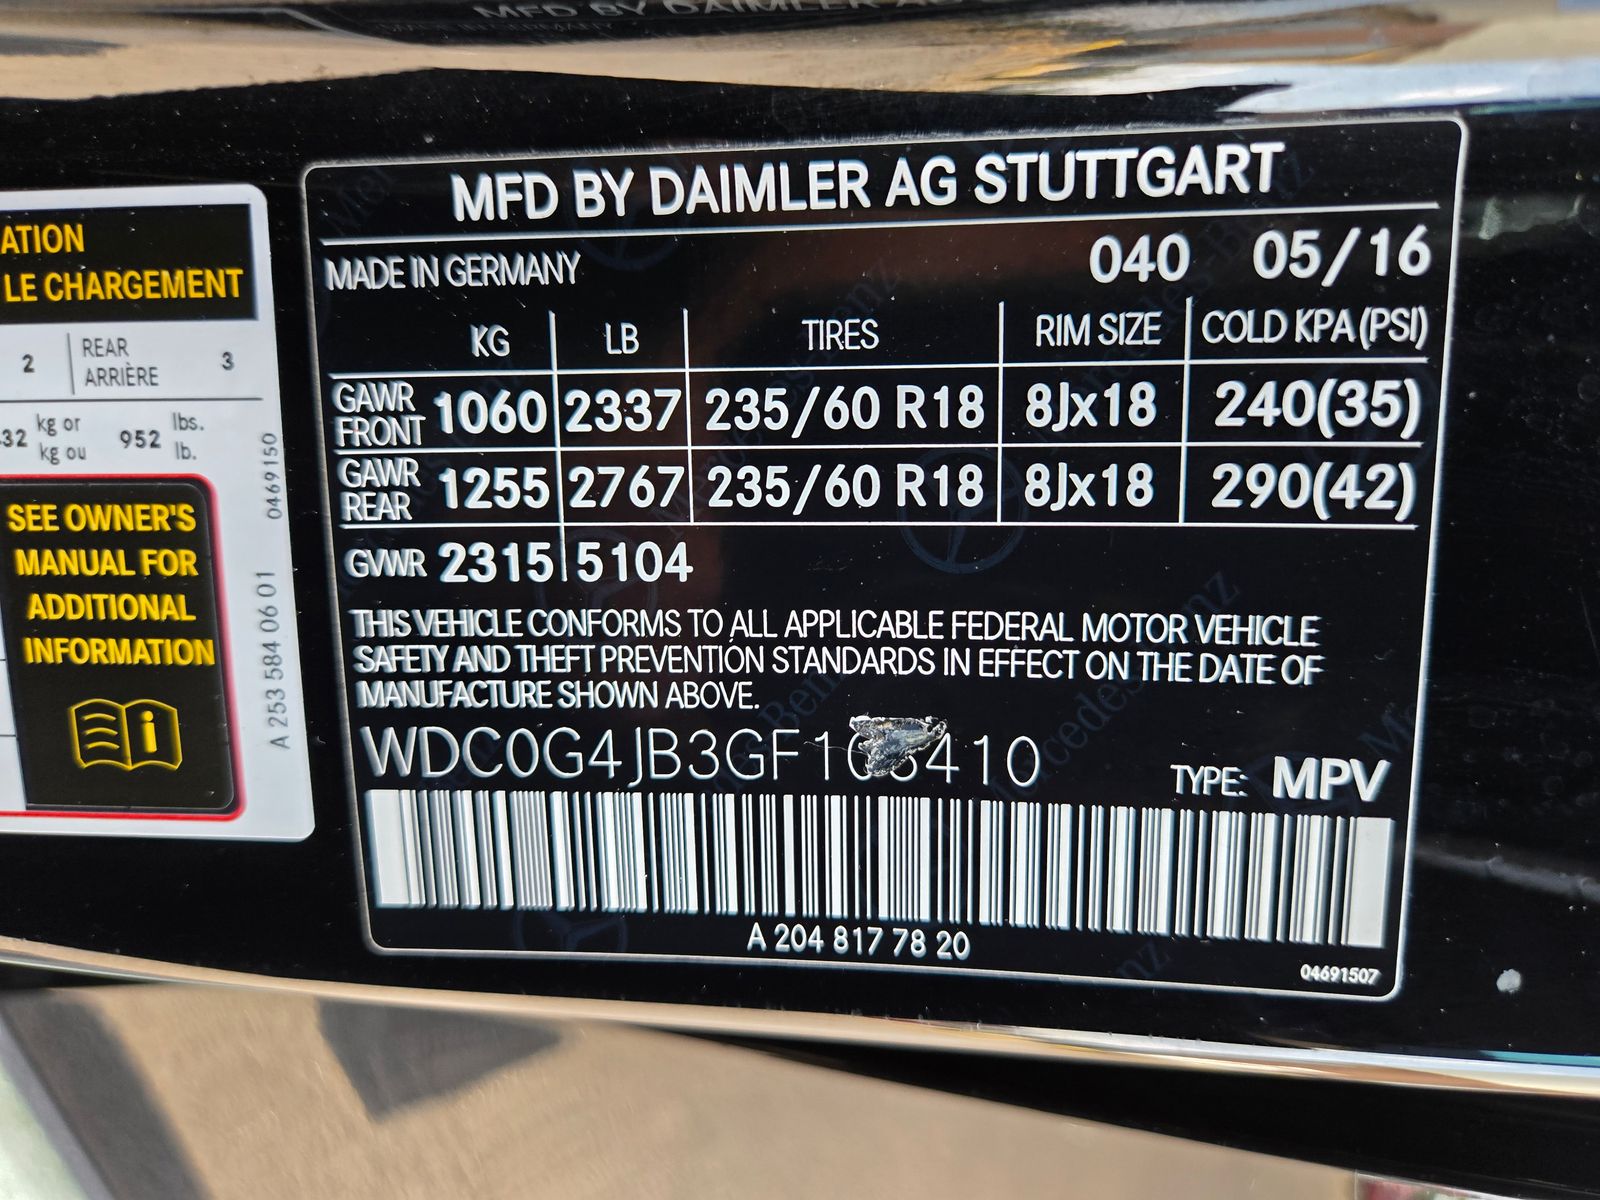 MFD BY DAIMLER AG
MFD BY DAIMLER AG STUTTGART
MADE IN GERMANY 040 05/16
KG LB TIRES RIM SIZE COLD KPA (PSI)
GAWR FRONT 1060 2337 235/60 R18 8Jx18 240(35)
GAWR REAR 1255 2767 235/60 R18 8Jx18 290(42)
GVWR 2315 5104
THIS VEHICLE CONFORMS TO ALL APPLICABLE FEDERAL MOTOR VEHICLE
SAFETY AND THEFT PREVENTION STANDARDS IN EFFECT ON THE DATE OF
MANUFACTURE SHOWN ABOVE.
TYPE: MPV
A 204 817 78 20
04691507
ATION
LE CHARGEMENT
2 REAR ARRIÈRE 3
kg or kg ou 952 lbs. lb.
SEE OWNER'S
MANUAL FOR
ADDITIONAL
INFORMATION
A 253 584 06 01 0469150